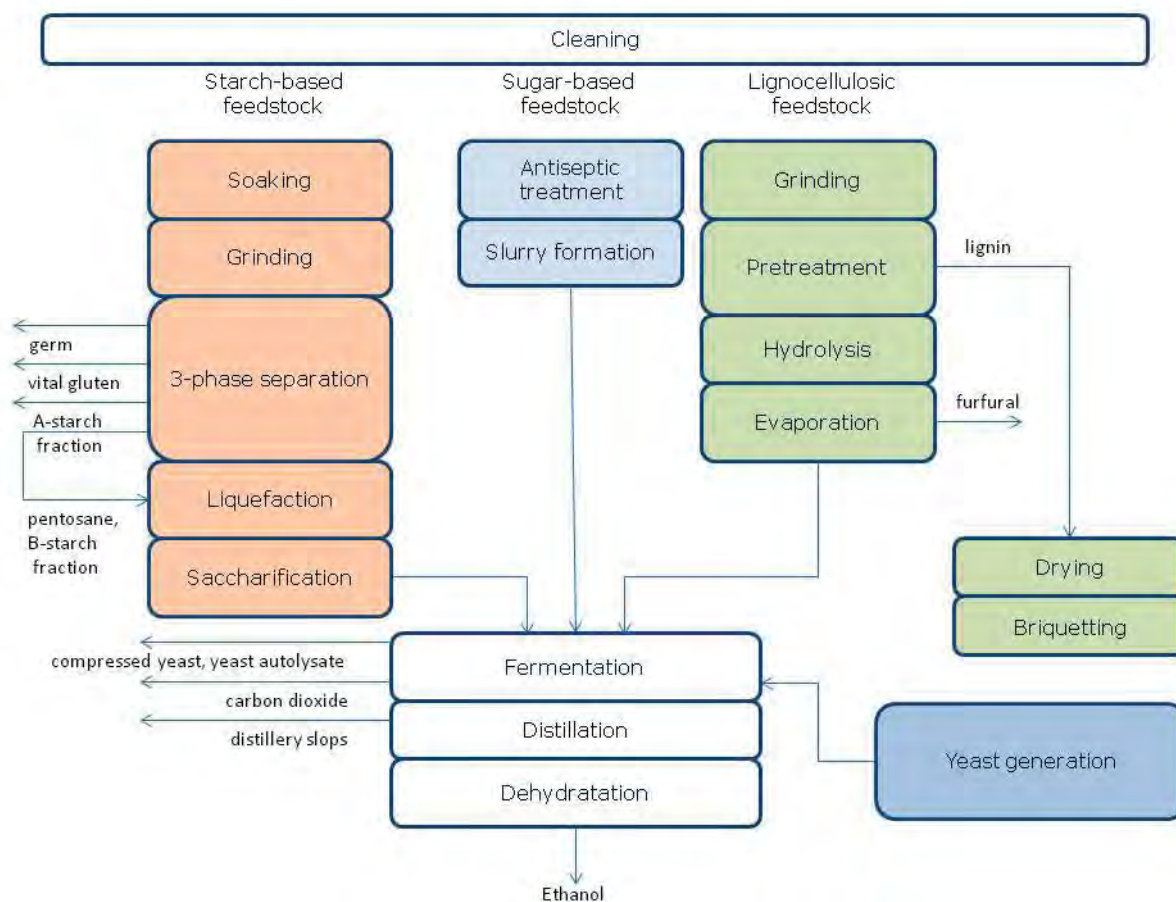 Cleaning
Starch-based
feedstock
Sugar-based
feedstock
Lignocellulosic
feedstock
Soaking
Grinding
3-phase separation
Liquefaction
Saccharification
germ
vital gluten
A-starch
fraction
pentosane,
B-starch
fraction
Antiseptic
treatment
Slurry formation
Grinding
Pretreatment
Hydrolysis
Evaporation
lignin
furfural
Drying
Briquetting
Fermentation
Distillation
Dehydratation
compressed yeast, yeast autolysate
carbon dioxide
distillery slops
Yeast generation
Ethanol